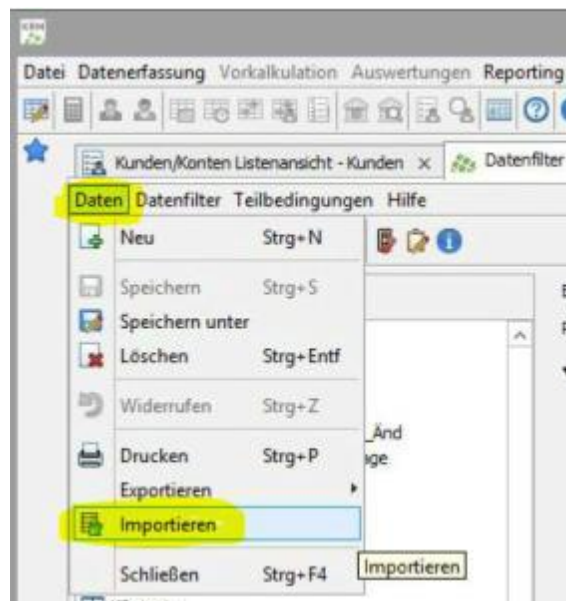 Datei Datenerfassung Vorkalkulation Auswertungen Reporting
Kunden/Konten Listenansicht - Kunden × Datenfilter
Daten Datenfilter Teilbedingungen Hilfe
Neu Strg+N
Speichern Strg+S
Speichern unter
Löschen Strg+Entf
Widerrufen Strg+Z
_Änd
Drucken Strg+P
age
Exportieren
Importieren
Importieren
Schließen Strg+F4